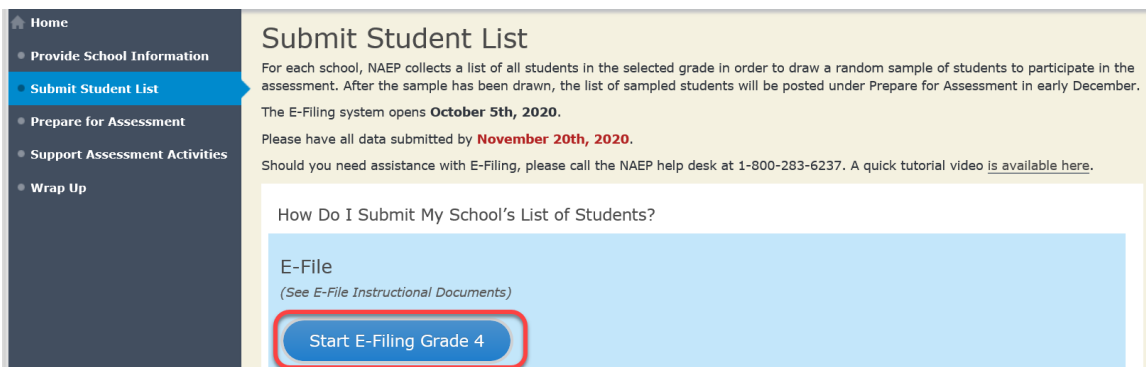 Home
Provide School Information
Submit Student List
Prepare for Assessment
Support Assessment Activities
Wrap Up
Submit Student List
For each school, NAEP collects a list of all students in the selected grade in order to draw a random sample of students to participate in the
assessment. After the sample has been drawn, the list of sampled students will be posted under Prepare for Assessment in early December.
The E-Filing system opens October 5th, 2020.
Please have all data submitted by November 20th, 2020.
Should you need assistance with E-Filing, please call the NAEP help desk at 1-800-283-6237. A quick tutorial video is available here.
How Do I Submit My School's List of Students?
E-File
(See E-File Instructional Documents)
Start E-Filing Grade 4